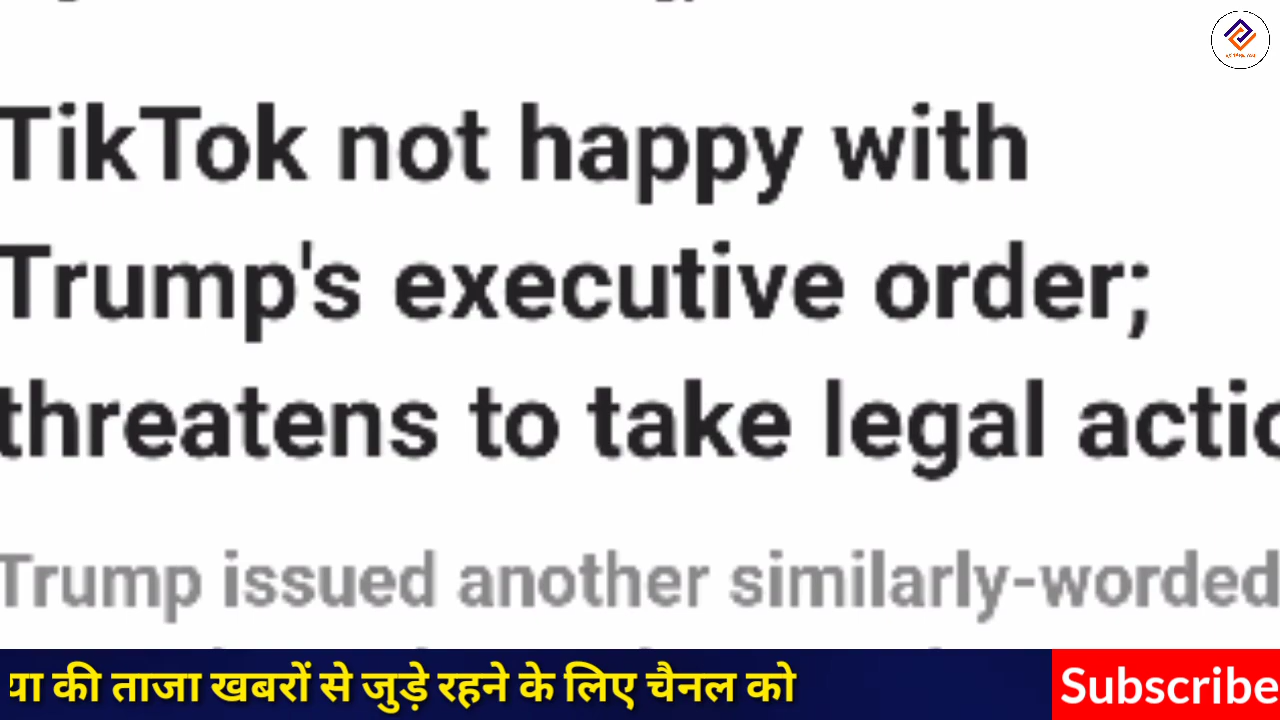 TikTok not happy with
Trump's executive order;
threatens to take legal actio
Trump issued another similarly-worded
या की ताजा खबरों से जुड़े रहने के लिए चैनल को
Subscribe